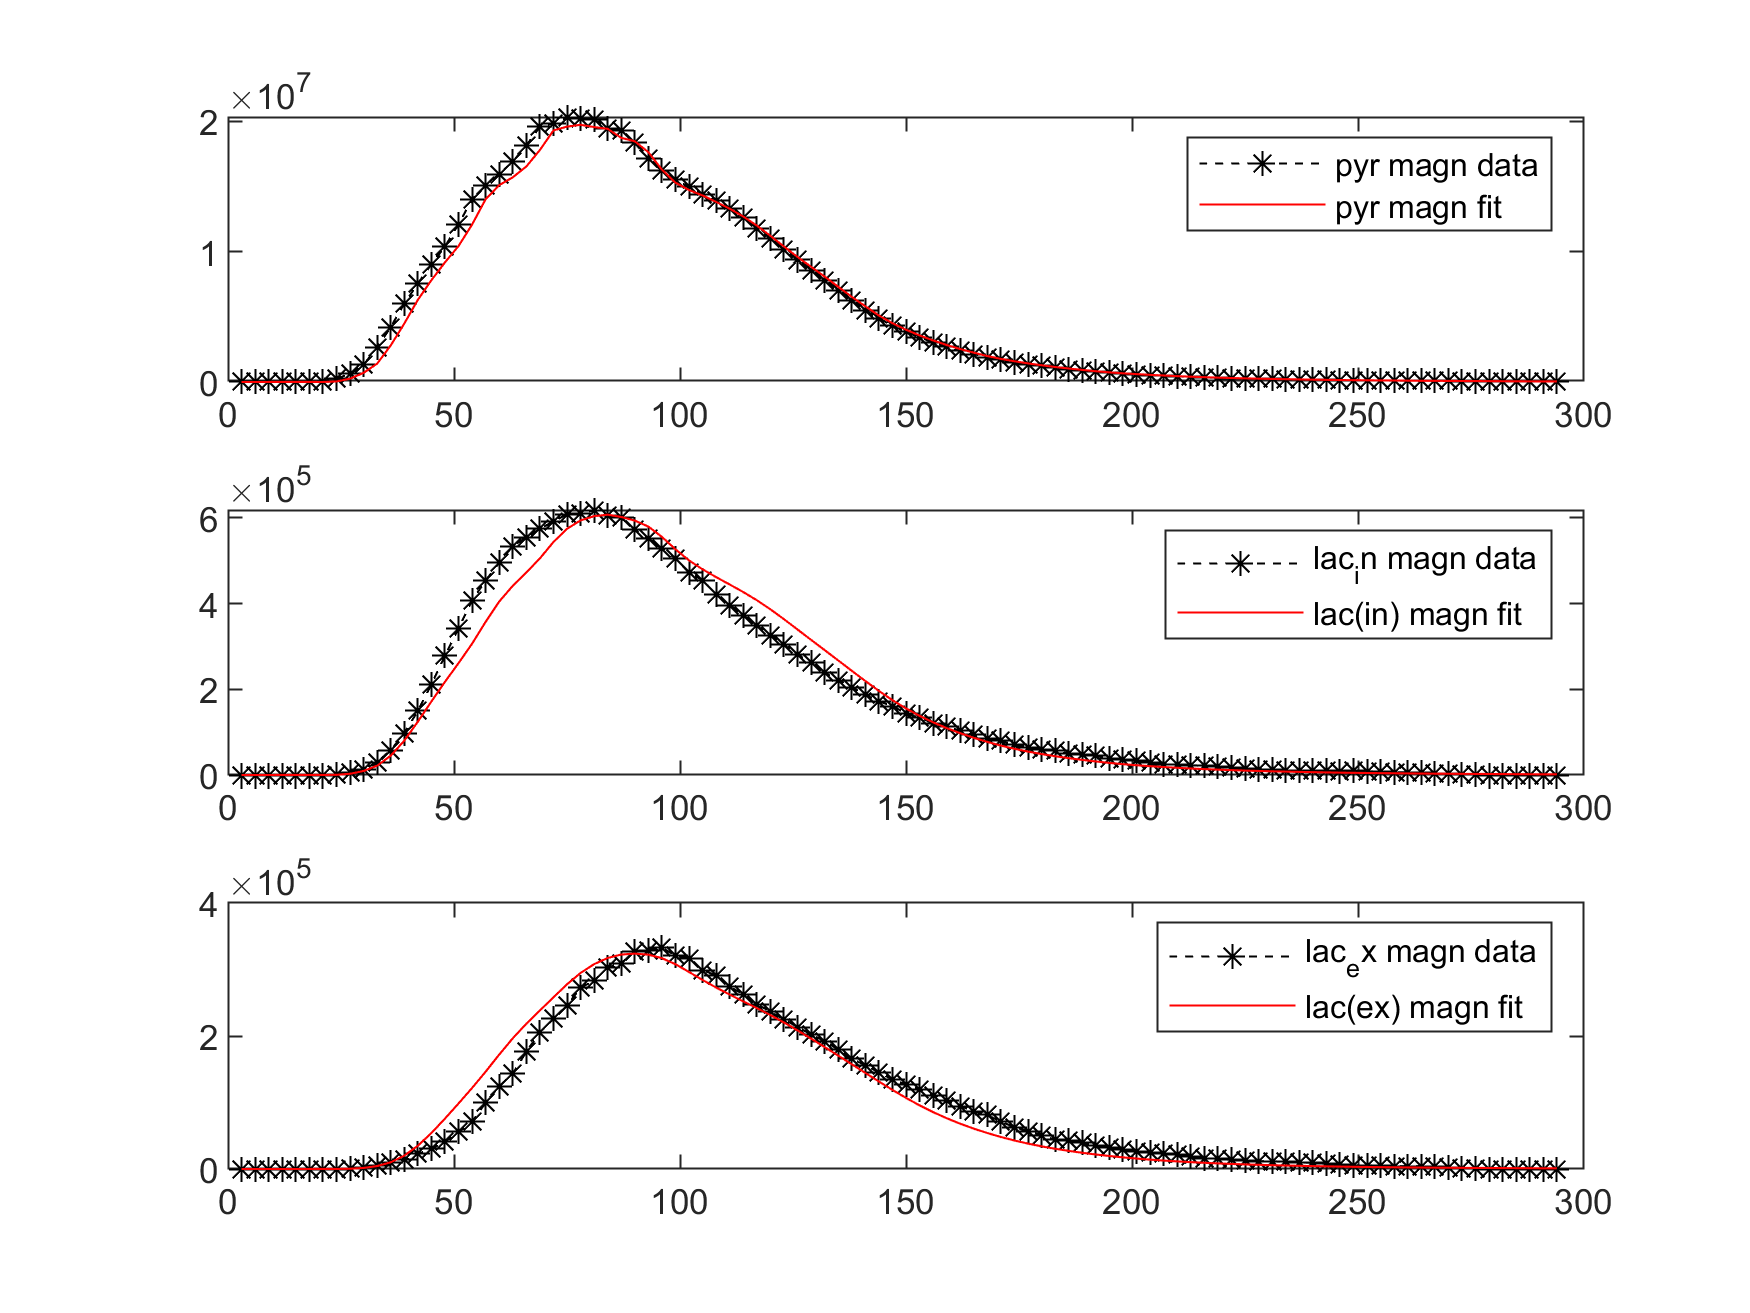 ×10^7
2
1
0
0 50 100 150 200 250 300
pyr magn data
pyr magn fit
×10^5
6
4
2
0
0 50 100 150 200 250 300
lac_in magn data
lac(in) magn fit
×10^5
4
2
0
0 50 100 150 200 250 300
lac_ex magn data
lac(ex) magn fit